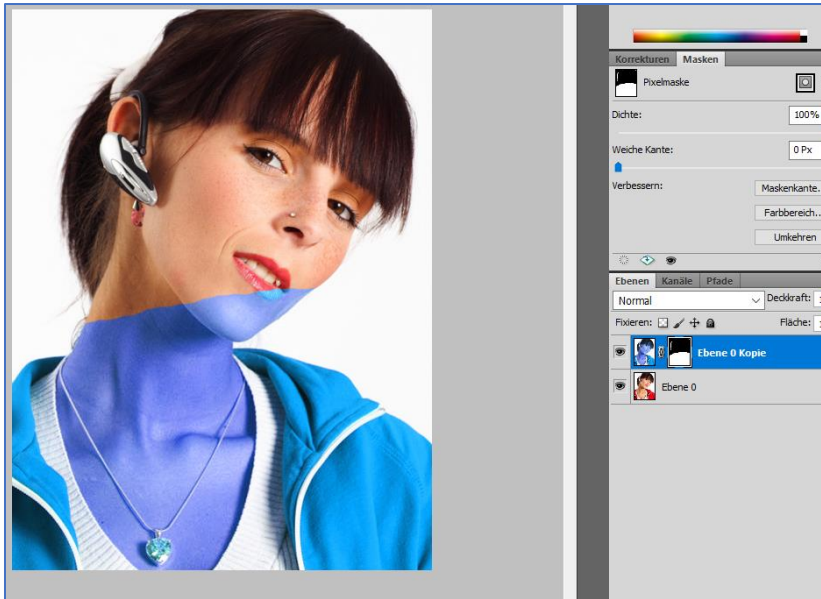 Korrekturen Masken
Pixelmaske
Dichte: 100%
Weiche Kante: 0 Px
Verbessern: Maskenkante..
Farbbereich..
Umkehren
Ebenen Kanäle Pfade
Normal Deckkraft:
Fixieren: Fläche:
Ebene 0 Kopie
Ebene 0